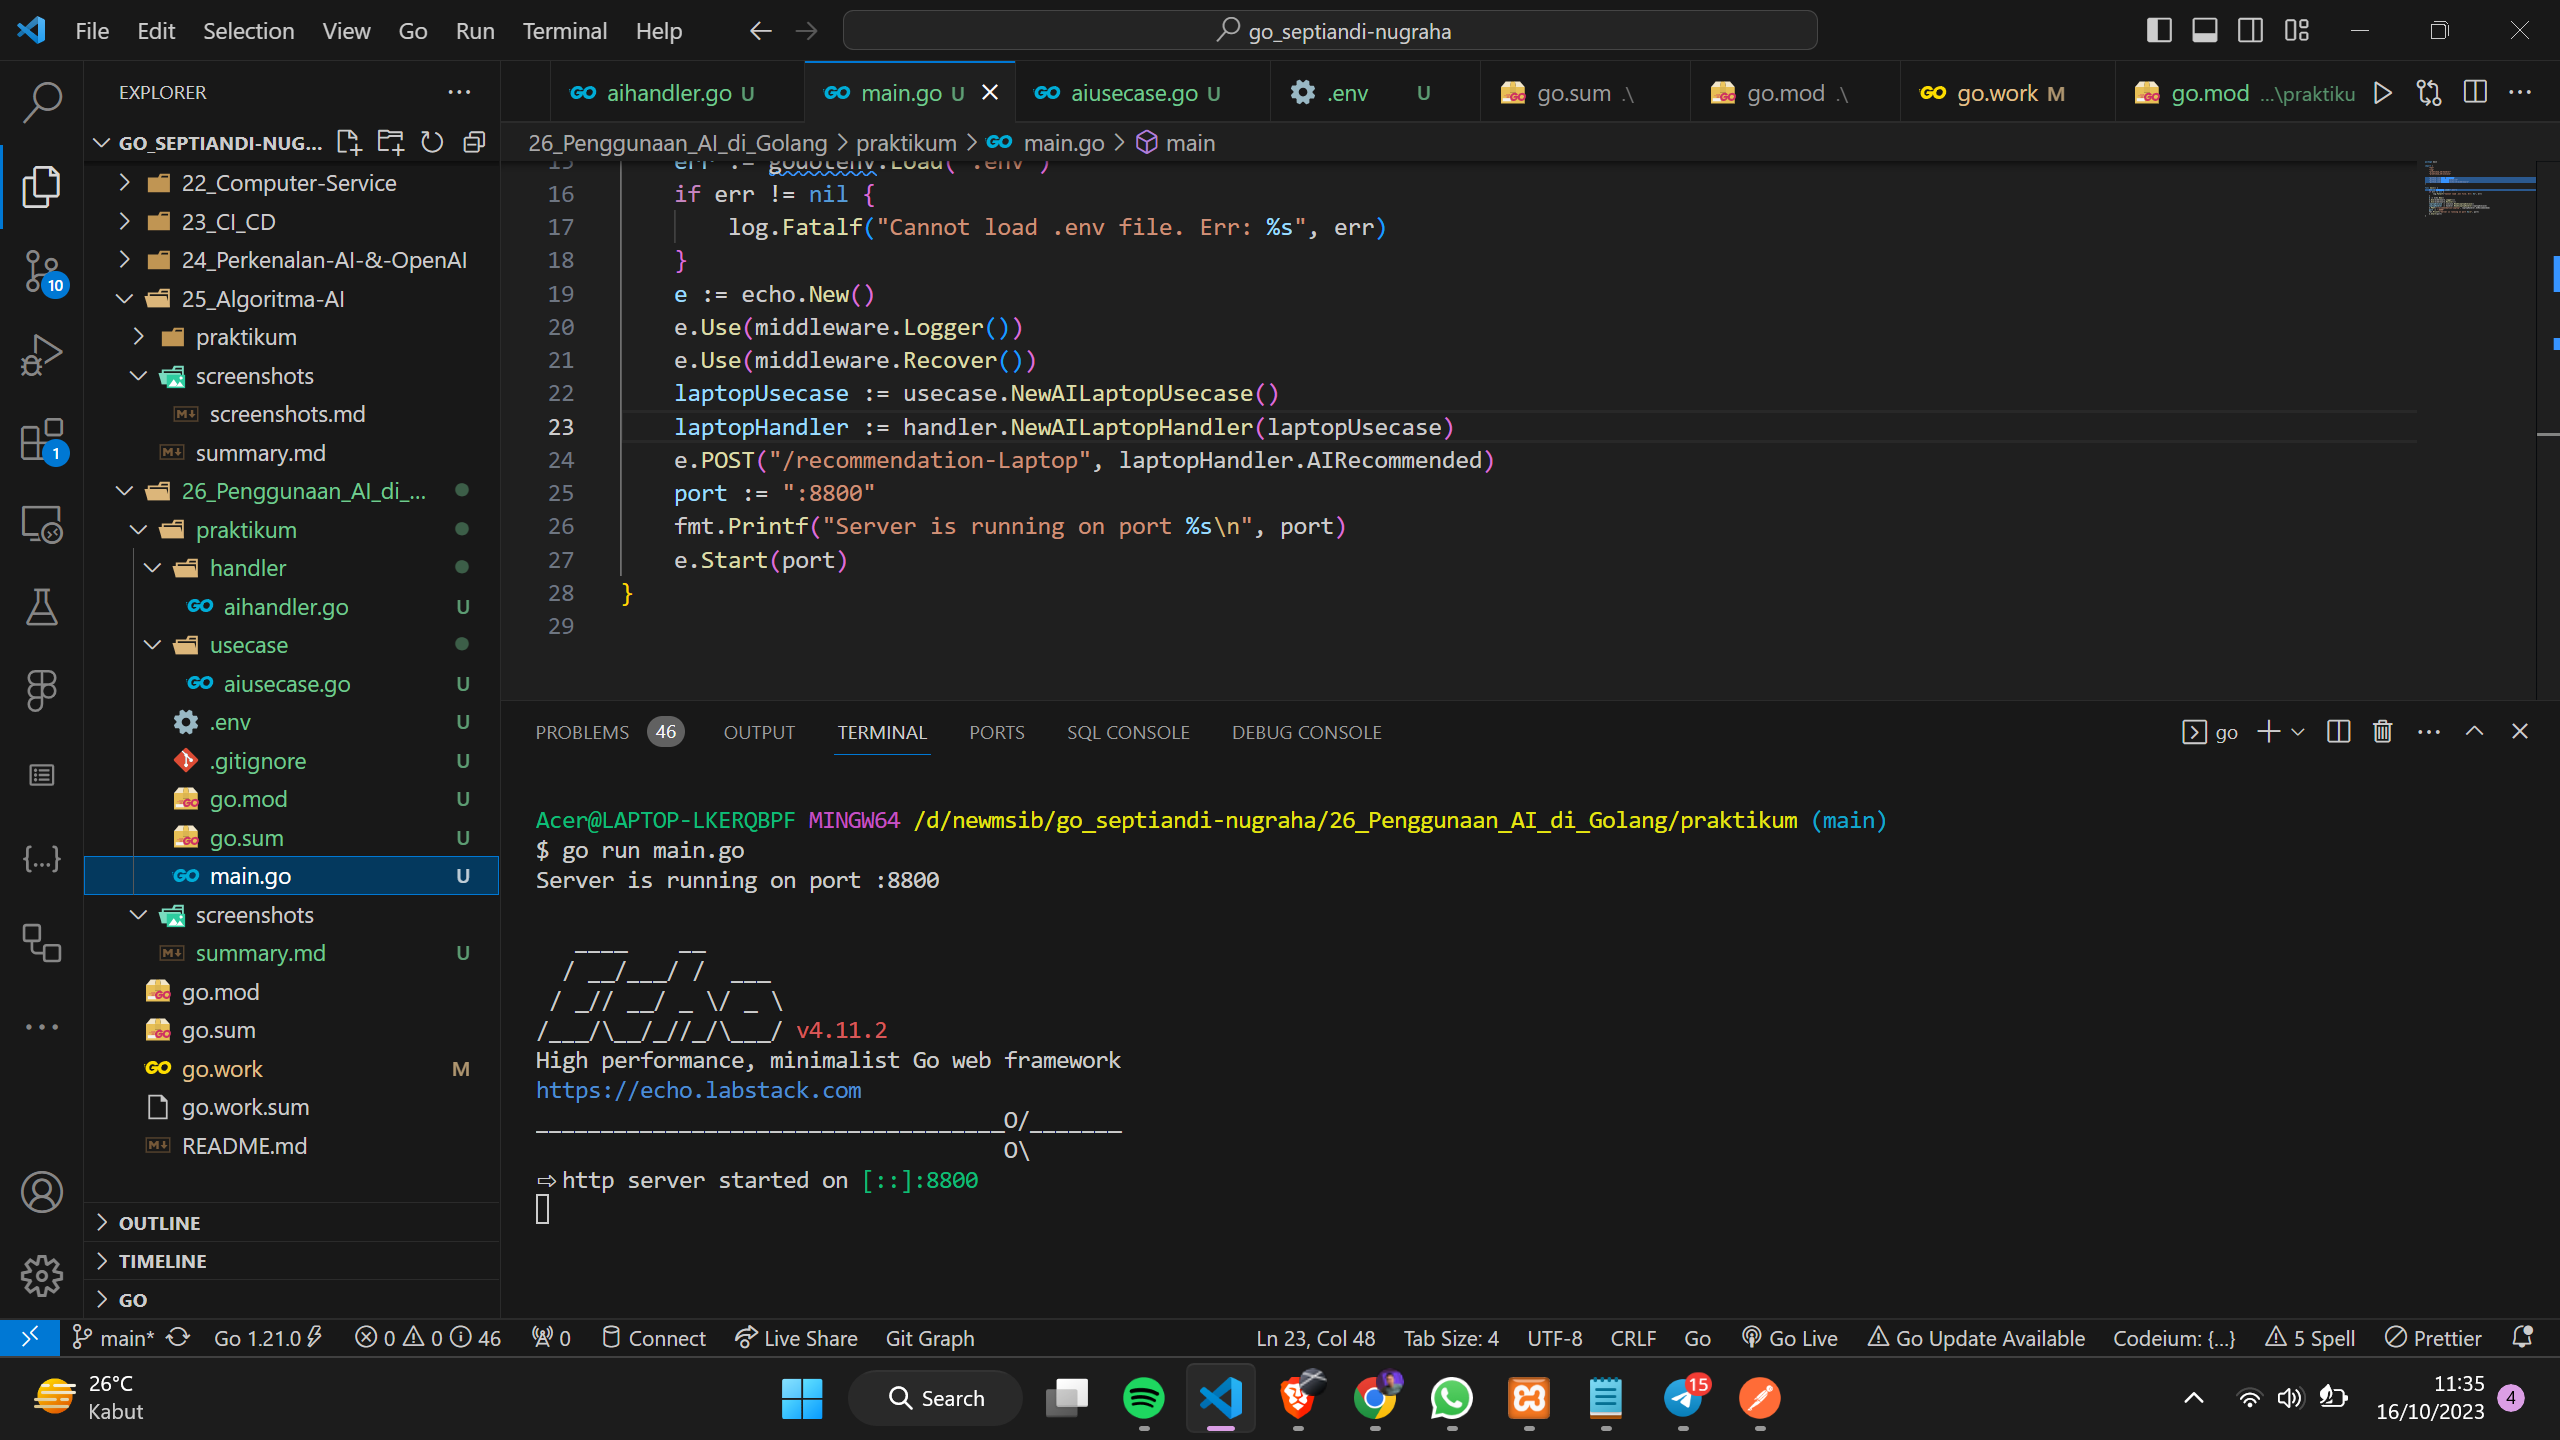 File Edit Selection View Go Run Terminal Help
go_septiandi-nugraha
EXPLORER
GO_SEPTIANDI-NUG...
22_Computer-Service
23_CI_CD
24_Perkenalan-AI-&-OpenAI
25_Algoritma-AI
praktikum
screenshots
screenshots.md
summary.md
26_Penggunaan_AI_di_...
praktikum
handler
aihandler.go U
usecase
aiusecase.go U
.env U
.gitignore U
go.mod U
go.sum U
main.go U
screenshots
summary.md U
go.mod
go.sum
go.work M
go.work.sum
README.md
OUTLINE
TIMELINE
GO
10
1
aihandler.go U main.go U aiusecase.go U .env U go.sum .\ go.mod .\ go.work M go.mod ...\praktiku
26_Penggunaan_AI_di_Golang > praktikum > main.go > main
15 err := godotenv.Load(".env")
16 if err != nil {
17 log.Fatalf("Cannot load .env file. Err: %s", err)
18 }
19 e := echo.New()
20 e.Use(middleware.Logger())
21 e.Use(middleware.Recover())
22 laptopUsecase := usecase.NewAILaptopUsecase()
23 laptopHandler := handler.NewAILaptopHandler(laptopUsecase)
24 e.POST("/recommendation-Laptop", laptopHandler.AIRecommended)
25 port := ":8800"
26 fmt.Printf("Server is running on port %s\n", port)
27 e.Start(port)
28 }
29
PROBLEMS 46 OUTPUT TERMINAL PORTS SQL CONSOLE DEBUG CONSOLE
go
Acer@LAPTOP-LKERQBPF MINGW64 /d/newmsib/go_septiandi-nugraha/26_Penggunaan_AI_di_Golang/praktikum (main)
$ go run main.go
Server is running on port :8800
   ____    __
  / __/___/ /  ___
 / _// __/ _ \/ _ \
/___/\__/_//_/\___/ v4.11.2
High performance, minimalist Go web framework
https://echo.labstack.com
____________________________________O/_______
                                    O\
⇨ http server started on [::]:8800
main* Go 1.21.0 0 0 46 0 Connect Live Share Git Graph Ln 23, Col 48 Tab Size: 4 UTF-8 CRLF Go Go Live Go Update Available Codeium: {...} 5 Spell Prettier
26°C
Kabut
Search
15
11:35
16/10/2023
4